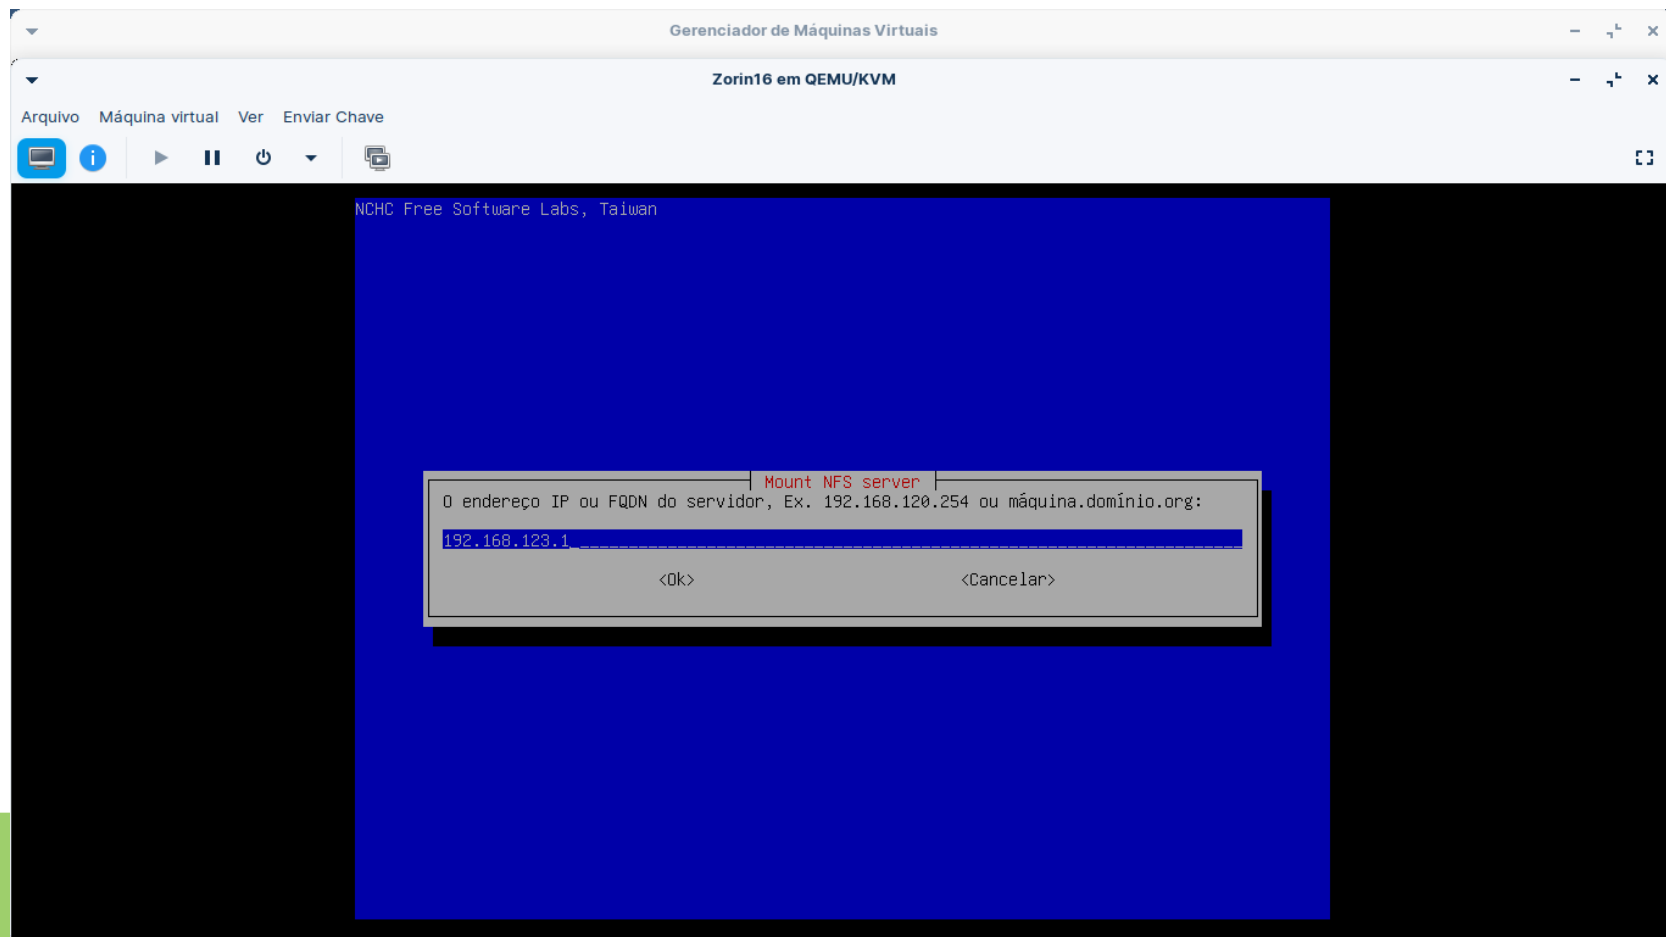 Gerenciador de Máquinas Virtuais
Zorin16 em QEMU/KVM
Arquivo Máquina virtual Ver Enviar Chave
NCHC Free Software Labs, Taiwan
Mount NFS server
O endereço IP ou FQDN do servidor, Ex. 192.168.120.254 ou máquina.domínio.org:
192.168.123.1
<Ok> <Cancelar>